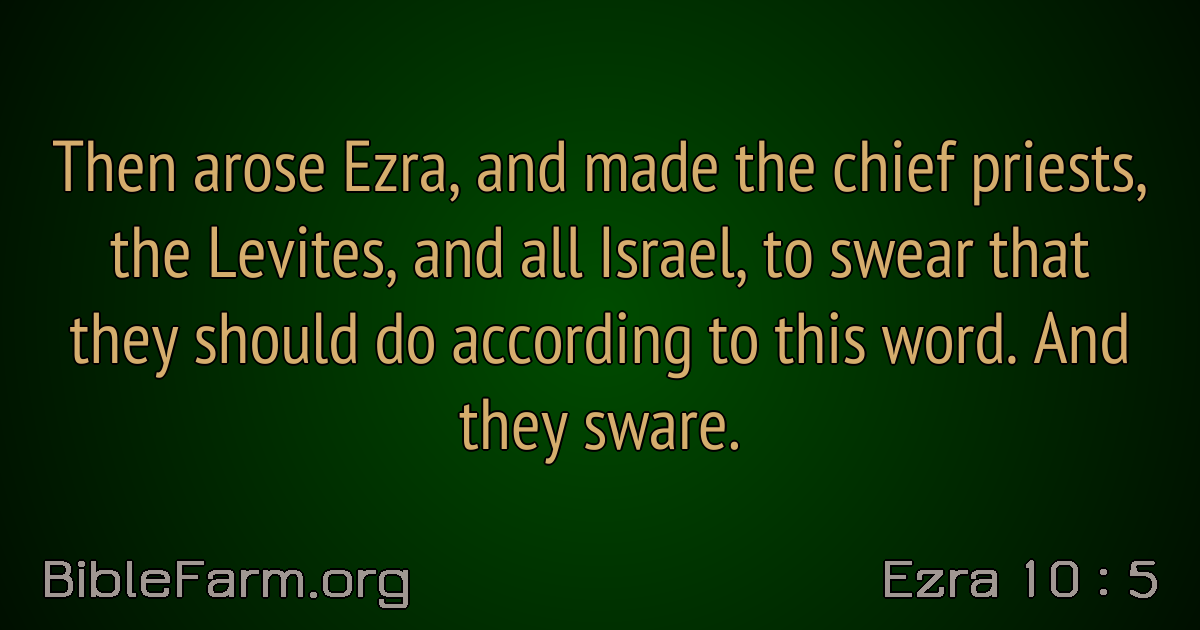 Then arose Ezra, and made the chief priests,
the Levites, and all Israel, to swear that
they should do according to this word. And
they sware.
BibleFarm.org
Ezra 10 : 5